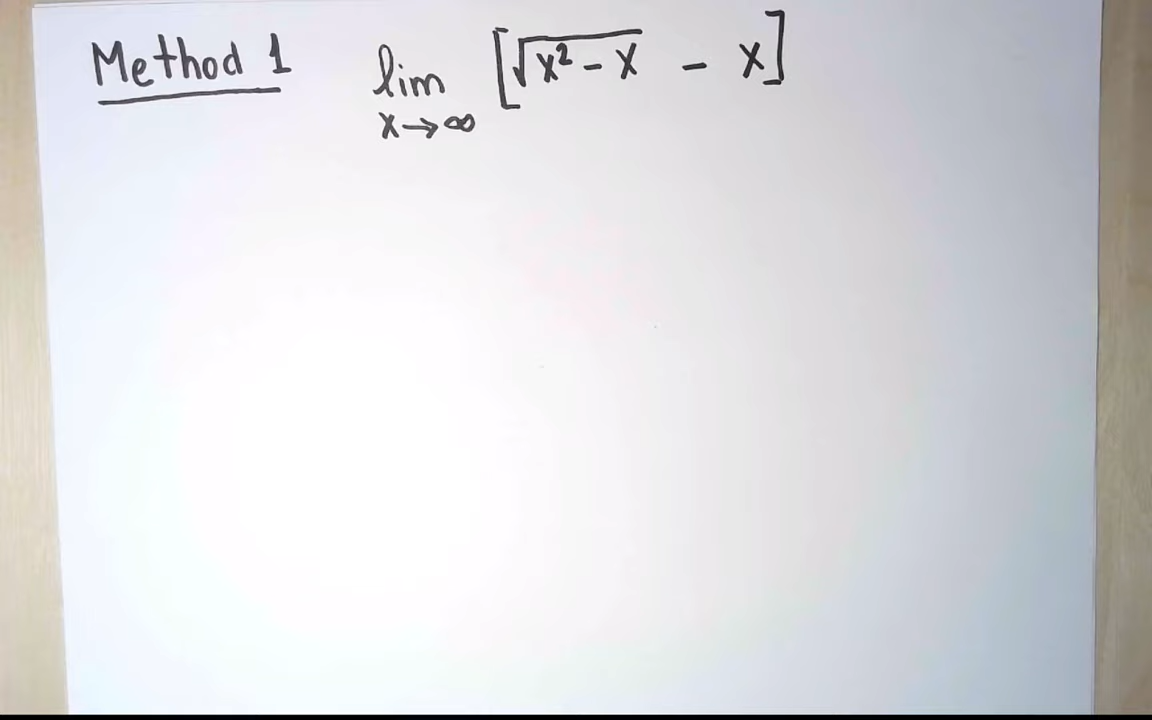 Method 1 lim [√x² - x - x]
x→∞